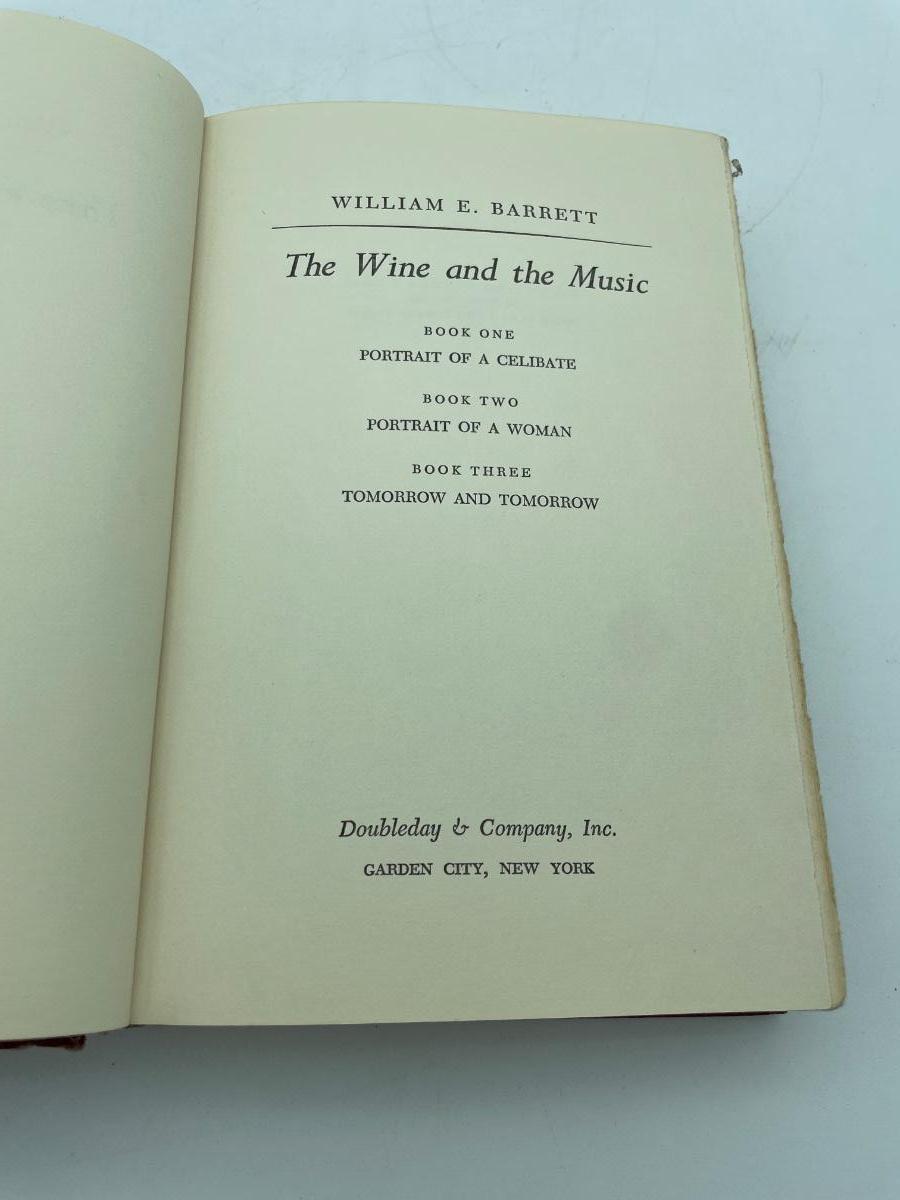 WILLIAM E. BARRETT
The Wine and the Music
BOOK ONE
PORTRAIT OF A CELIBATE
BOOK TWO
PORTRAIT OF A WOMAN
BOOK THREE
TOMORROW AND TOMORROW
Doubleday & Company, Inc.
GARDEN CITY, NEW YORK